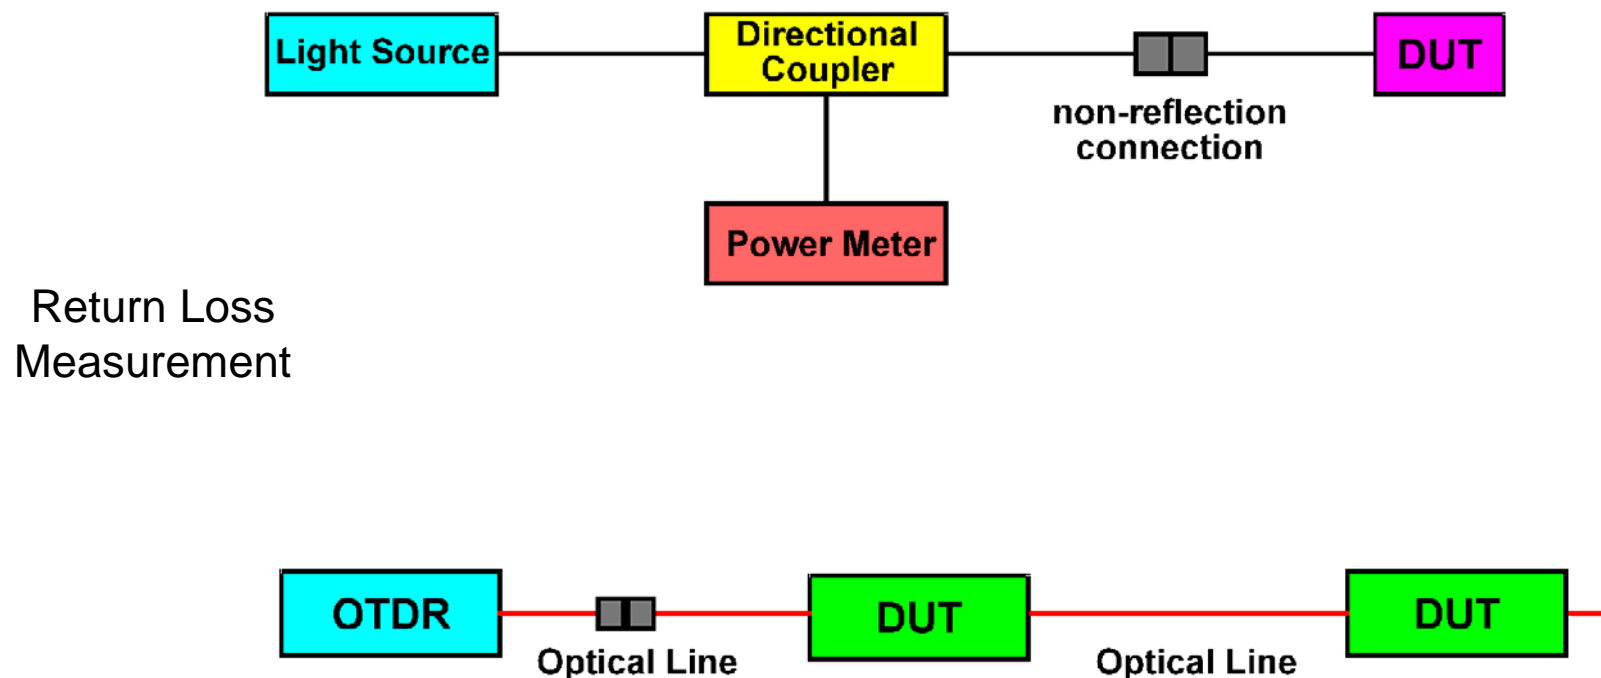 Light Source
Directional
Coupler
DUT
non-reflection
connection
Power Meter
Return Loss
Measurement
OTDR
DUT
DUT
Optical Line
Optical Line